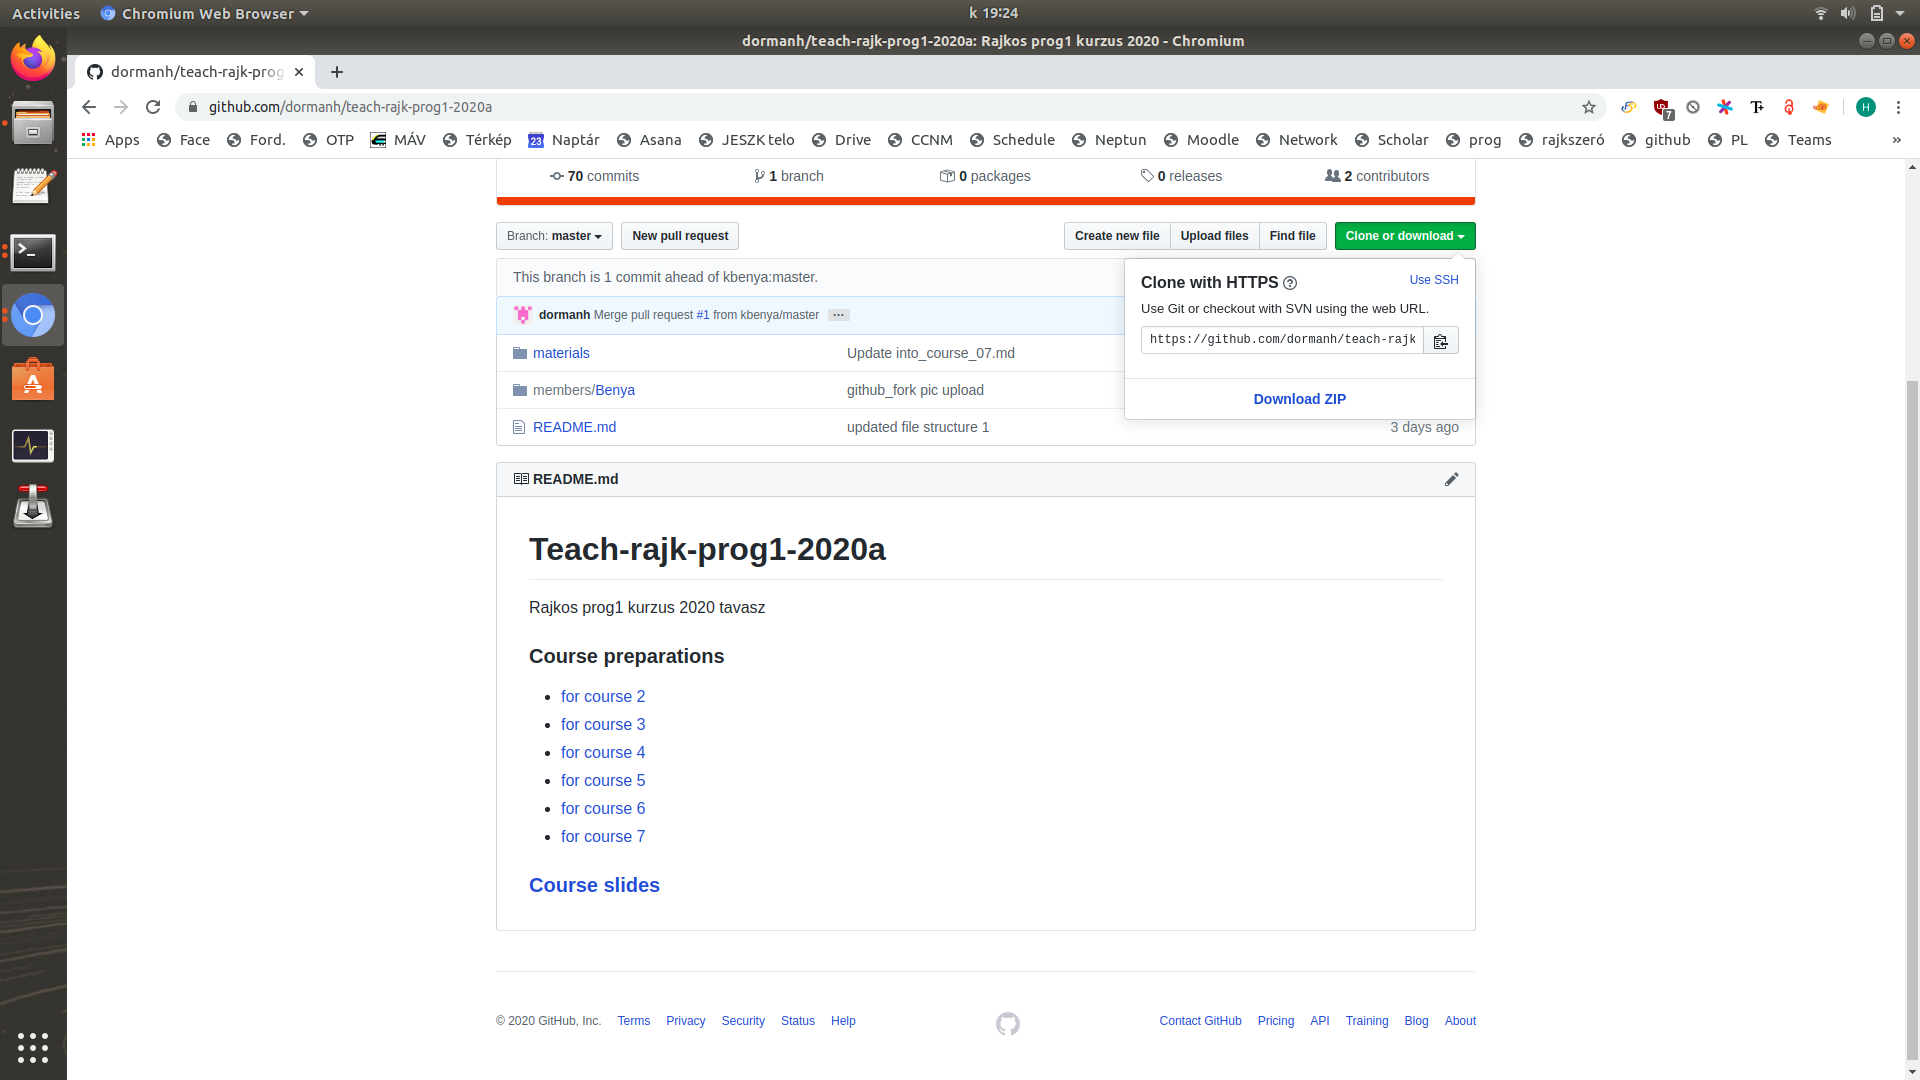 Activities Chromium Web Browser k 19:24
dormanh/teach-rajk-prog1-2020a: Rajkos prog1 kurzus 2020 - Chromium
dormanh/teach-rajk-prog
github.com/dormanh/teach-rajk-prog1-2020a 7 T H
Apps Face Ford. OTP MÁV Térkép 23 Naptár Asana JESZK telo Drive CCNM Schedule Neptun Moodle Network Scholar prog rajkszeró github PL Teams »
70 commits 1 branch 0 packages 0 releases 2 contributors
Branch: master New pull request Create new file Upload files Find file Clone or download
This branch is 1 commit ahead of kbenya:master.
Clone with HTTPS Use SSH
Use Git or checkout with SVN using the web URL.
https://github.com/dormanh/teach-rajk
Download ZIP
dormanh Merge pull request #1 from kbenya/master ...
materials Update into_course_07.md
members/Benya github_fork pic upload
README.md updated file structure 1 3 days ago
README.md
Teach-rajk-prog1-2020a
Rajkos prog1 kurzus 2020 tavasz
Course preparations
• for course 2
• for course 3
• for course 4
• for course 5
• for course 6
• for course 7
Course slides
© 2020 GitHub, Inc. Terms Privacy Security Status Help Contact GitHub Pricing API Training Blog About